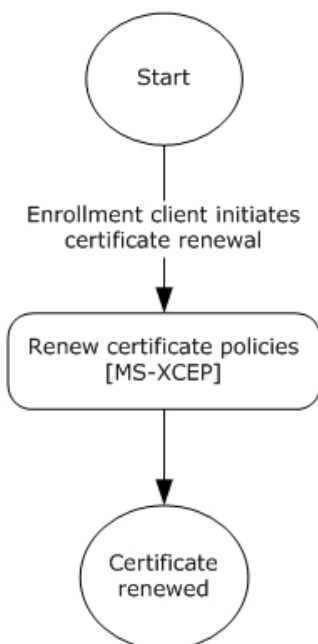 Start
Enrollment client initiates
certificate renewal
Renew certificate policies
[MS-XCEP]
Certificate
renewed